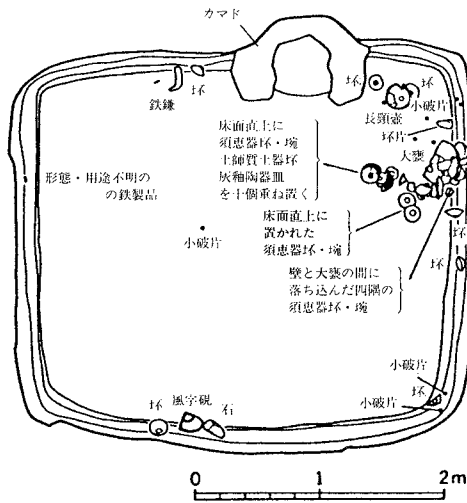 カマド
坏
鉄鎌
坏
坏
小破片
長頸壺
坏片
大甕
床面直上に
須恵器坏・埦
土師質土器坏
灰釉陶器皿
を十個重ね置く
形態・用途不明の
の鉄製品
小破片
床面直上に
置かれた
須恵器坏・埦
坏
壁と大甕の間に
落ち込んだ四隅の
須恵器坏・埦
坏
小破片
坏
小破片
坏
風字硯
石
0 1 2m